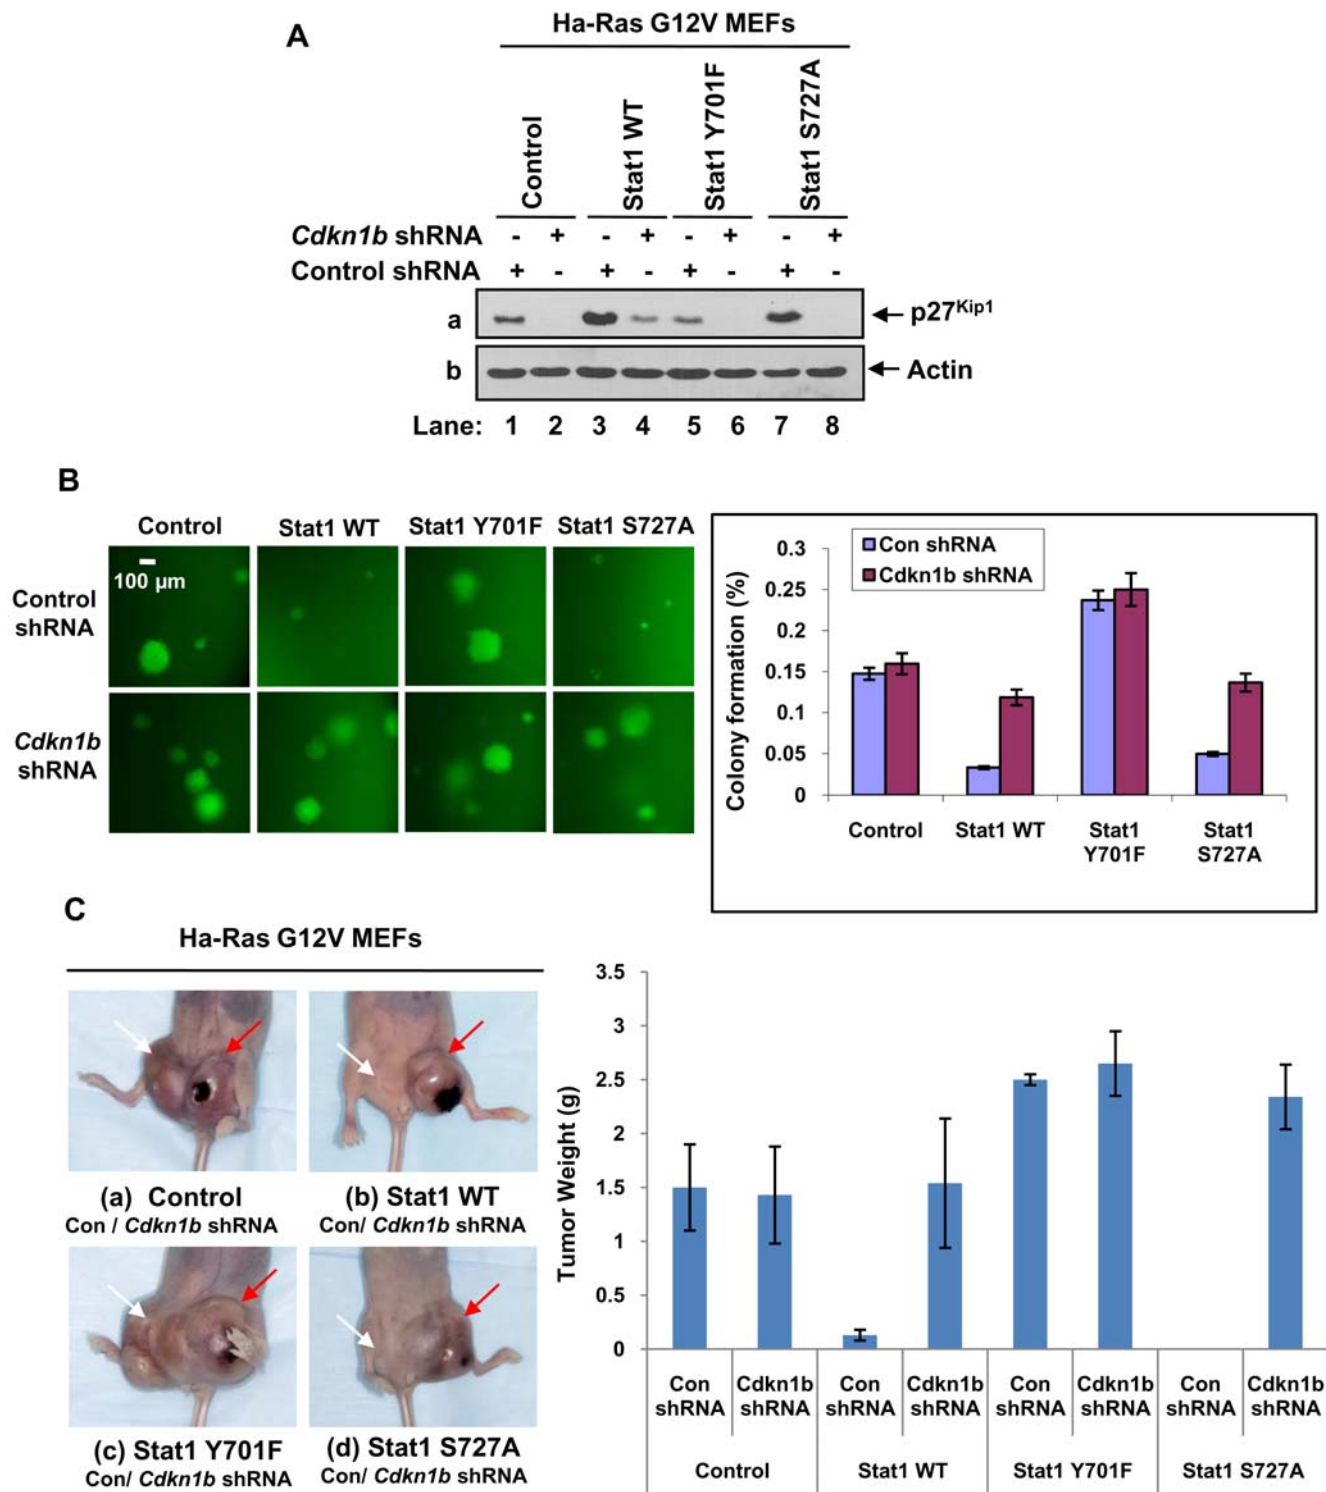 A
Ha-Ras G12V MEFs
Control
Stat1 WT
Stat1 Y701F
Stat1 S727A
Cdkn1b shRNA - + - + - + - +
Control shRNA + - + - + - + -
a p27Kip1
b Actin
Lane: 1 2 3 4 5 6 7 8
B
Control Stat1 WT Stat1 Y701F Stat1 S727A
100 µm
Control
shRNA
Cdkn1b
shRNA
Con shRNA
Cdkn1b shRNA
Colony formation (%)
0.3
0.25
0.2
0.15
0.1
0.05
0
Control Stat1 WT Stat1 Y701F Stat1 S727A
C
Ha-Ras G12V MEFs
(a) Control
Con / Cdkn1b shRNA
(b) Stat1 WT
Con/ Cdkn1b shRNA
(c) Stat1 Y701F
Con/ Cdkn1b shRNA
(d) Stat1 S727A
Con/ Cdkn1b shRNA
Tumor Weight (g)
3.5
3
2.5
2
1.5
1
0.5
0
Con shRNA Cdkn1b shRNA Con shRNA Cdkn1b shRNA Con shRNA Cdkn1b shRNA Con shRNA Cdkn1b shRNA
Control Stat1 WT Stat1 Y701F Stat1 S727A